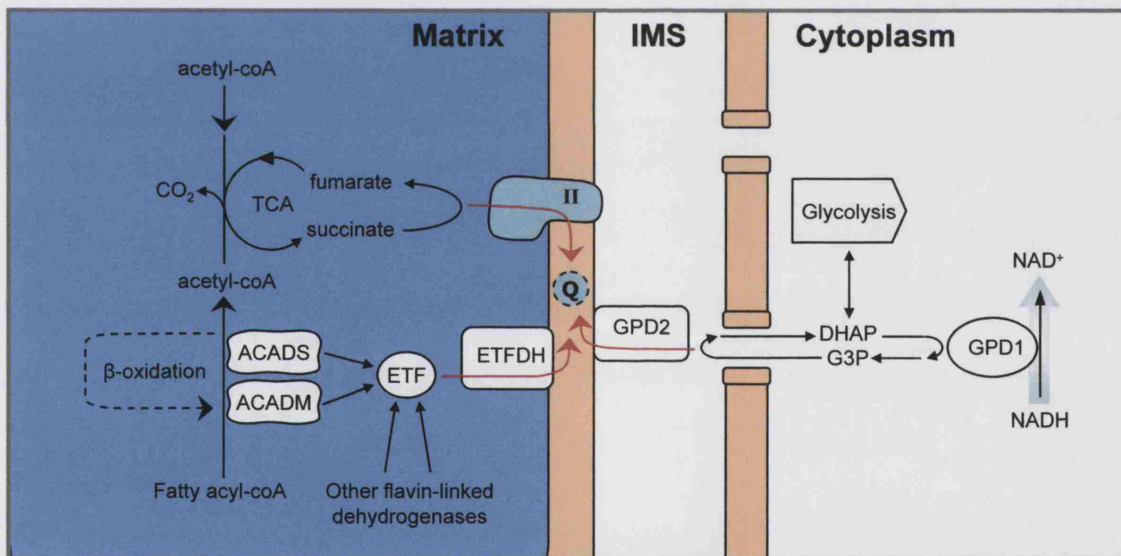 Matrix
IMS
Cytoplasm
acetyl-coA
CO₂
TCA
fumarate
succinate
II
Glycolysis
acetyl-coA
Q
NAD⁺
GPD2
DHAP
G3P
GPD1
β-oxidation
ACADS
ACADM
ETF
ETFDH
NADH
Fatty acyl-coA
Other flavin-linked
dehydrogenases